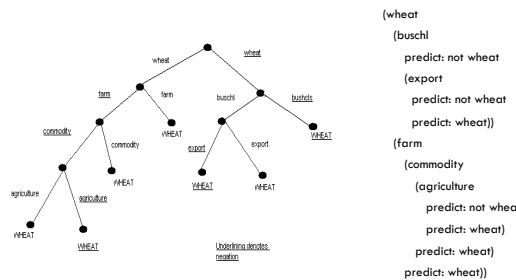 wheat
wheat
farm
farm
buschl
bushcls
commodity
commodity
WHEAT
export
export
WHEAT
agriculture
agriculture
WHEAT
WHEAT
WHEAT
WHEAT
WHEAT
Underlining denotes
negation
(wheat
(buschl
predict: not wheat
(export
predict: not wheat
predict: wheat))
(farm
(commodity
(agriculture
predict: not whea
predict: wheat)
predict: wheat)
predict: wheat))